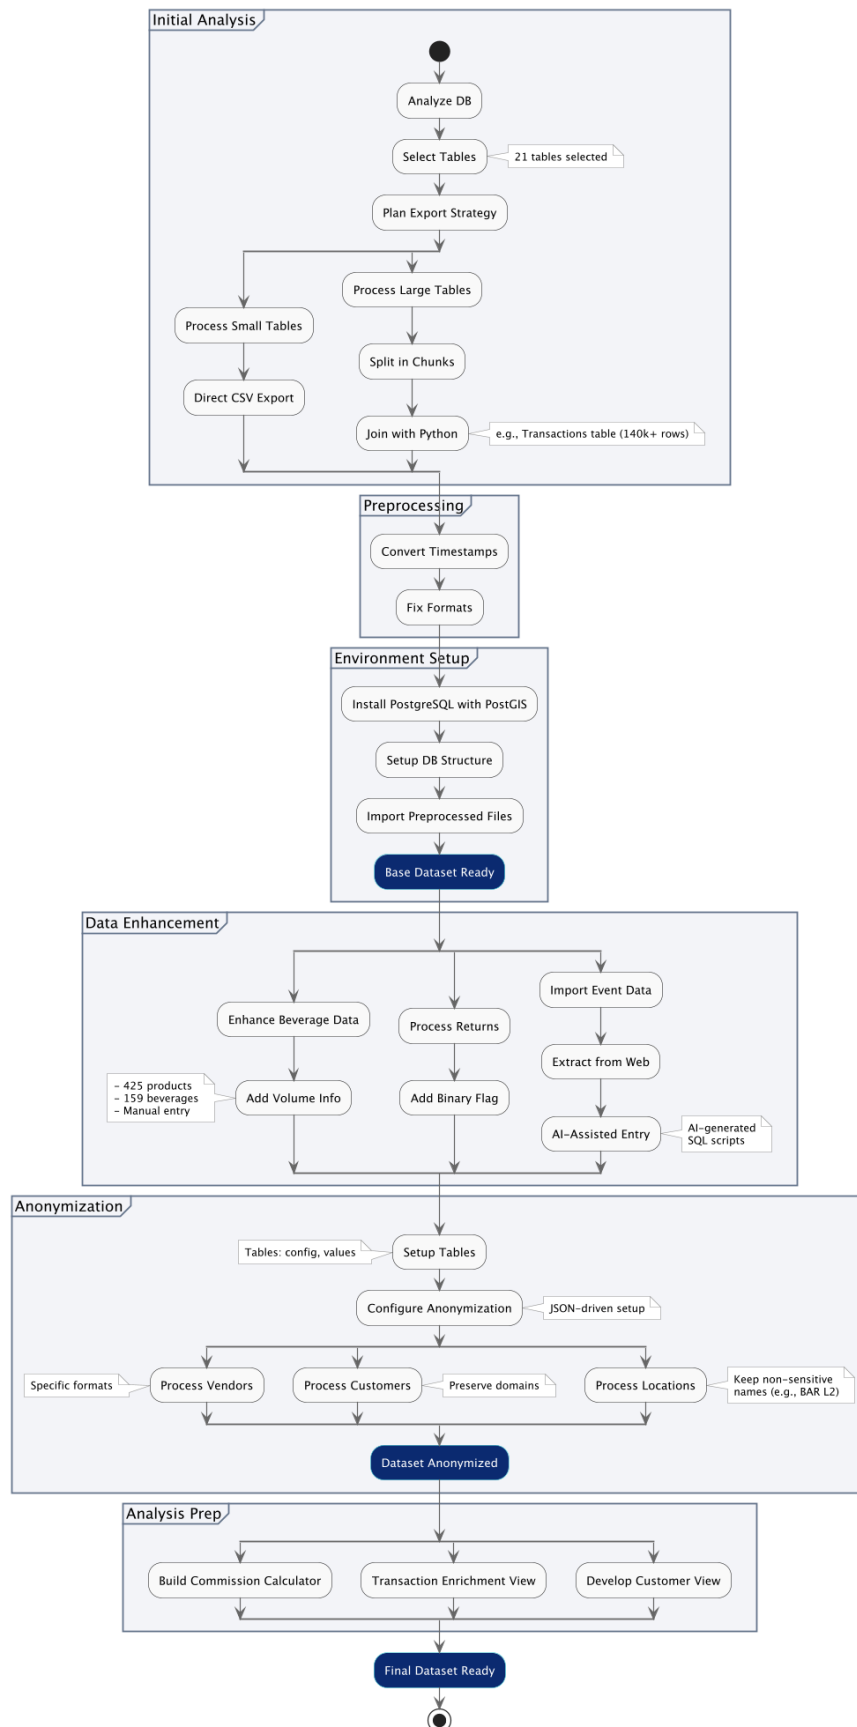 Initial Analysis
Analyze DB
Select Tables
21 tables selected
Plan Export Strategy
Process Large Tables
Process Small Tables
Split in Chunks
Direct CSV Export
Join with Python
e.g., Transactions table (140k+ rows)
Preprocessing
Convert Timestamps
Fix Formats
Environment Setup
Install PostgreSQL with PostGIS
Setup DB Structure
Import Preprocessed Files
Base Dataset Ready
Data Enhancement
Import Event Data
Enhance Beverage Data
Process Returns
Extract from Web
- 425 products
- 159 beverages
- Manual entry
Add Volume Info
Add Binary Flag
AI-Assisted Entry
AI-generated
SQL scripts
Anonymization
Tables: config, values
Setup Tables
Configure Anonymization
JSON-driven setup
Specific formats
Process Vendors
Process Customers
Preserve domains
Process Locations
Keep non-sensitive
names (e.g., BAR L2)
Dataset Anonymized
Analysis Prep
Build Commission Calculator
Transaction Enrichment View
Develop Customer View
Final Dataset Ready